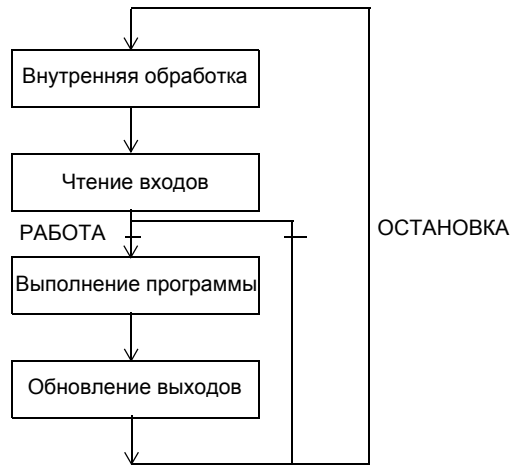 Внутренняя обработка
Чтение входов
РАБОТА
ОСТАНОВКА
Выполнение программы
Обновление выходов